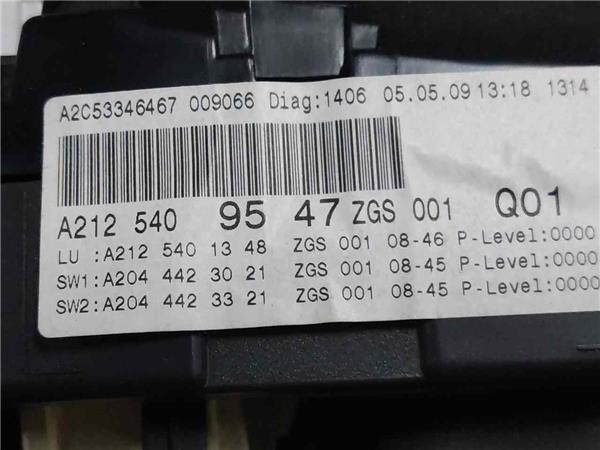 A2C53346467 009066 Diag:1406 05.05.09 13:18 1314
A212 540 95 47 ZGS 001 Q01
LU :A212 540 13 48 ZGS 001 08-46 P-Level:0000
SW1:A204 442 30 21 ZGS 001 08-45 P-Level:0000
SW2:A204 442 33 21 ZGS 001 08-45 P-Level:0000